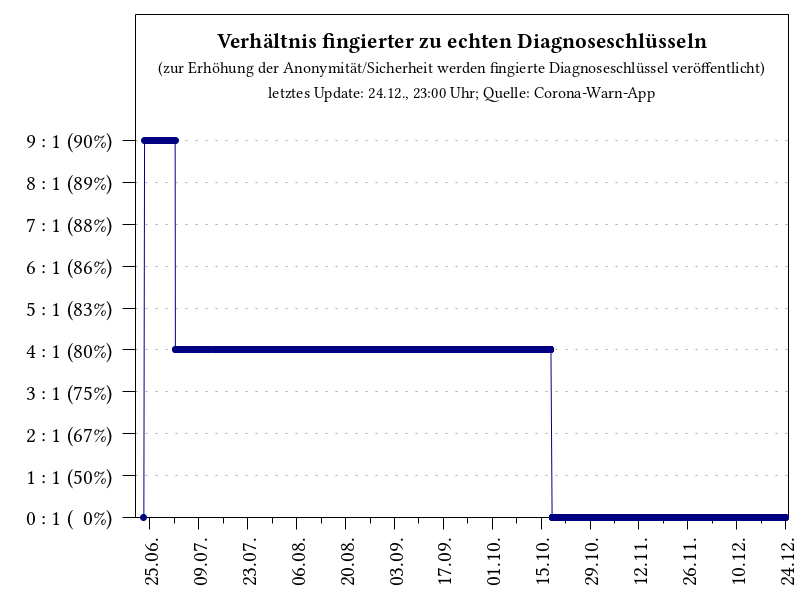 Verhältnis fingierter zu echten Diagnoseschlüsseln
(zur Erhöhung der Anonymität/Sicherheit werden fingierte Diagnoseschlüssel veröffentlicht)
letztes Update: 24.12., 23:00 Uhr; Quelle: Corona-Warn-App
9 : 1 (90%)
8 : 1 (89%)
7 : 1 (88%)
6 : 1 (86%)
5 : 1 (83%)
4 : 1 (80%)
3 : 1 (75%)
2 : 1 (67%)
1 : 1 (50%)
0 : 1 (  0%)
25.06.
09.07.
23.07.
06.08.
20.08.
03.09.
17.09.
01.10.
15.10.
29.10.
12.11.
26.11.
10.12.
24.12.